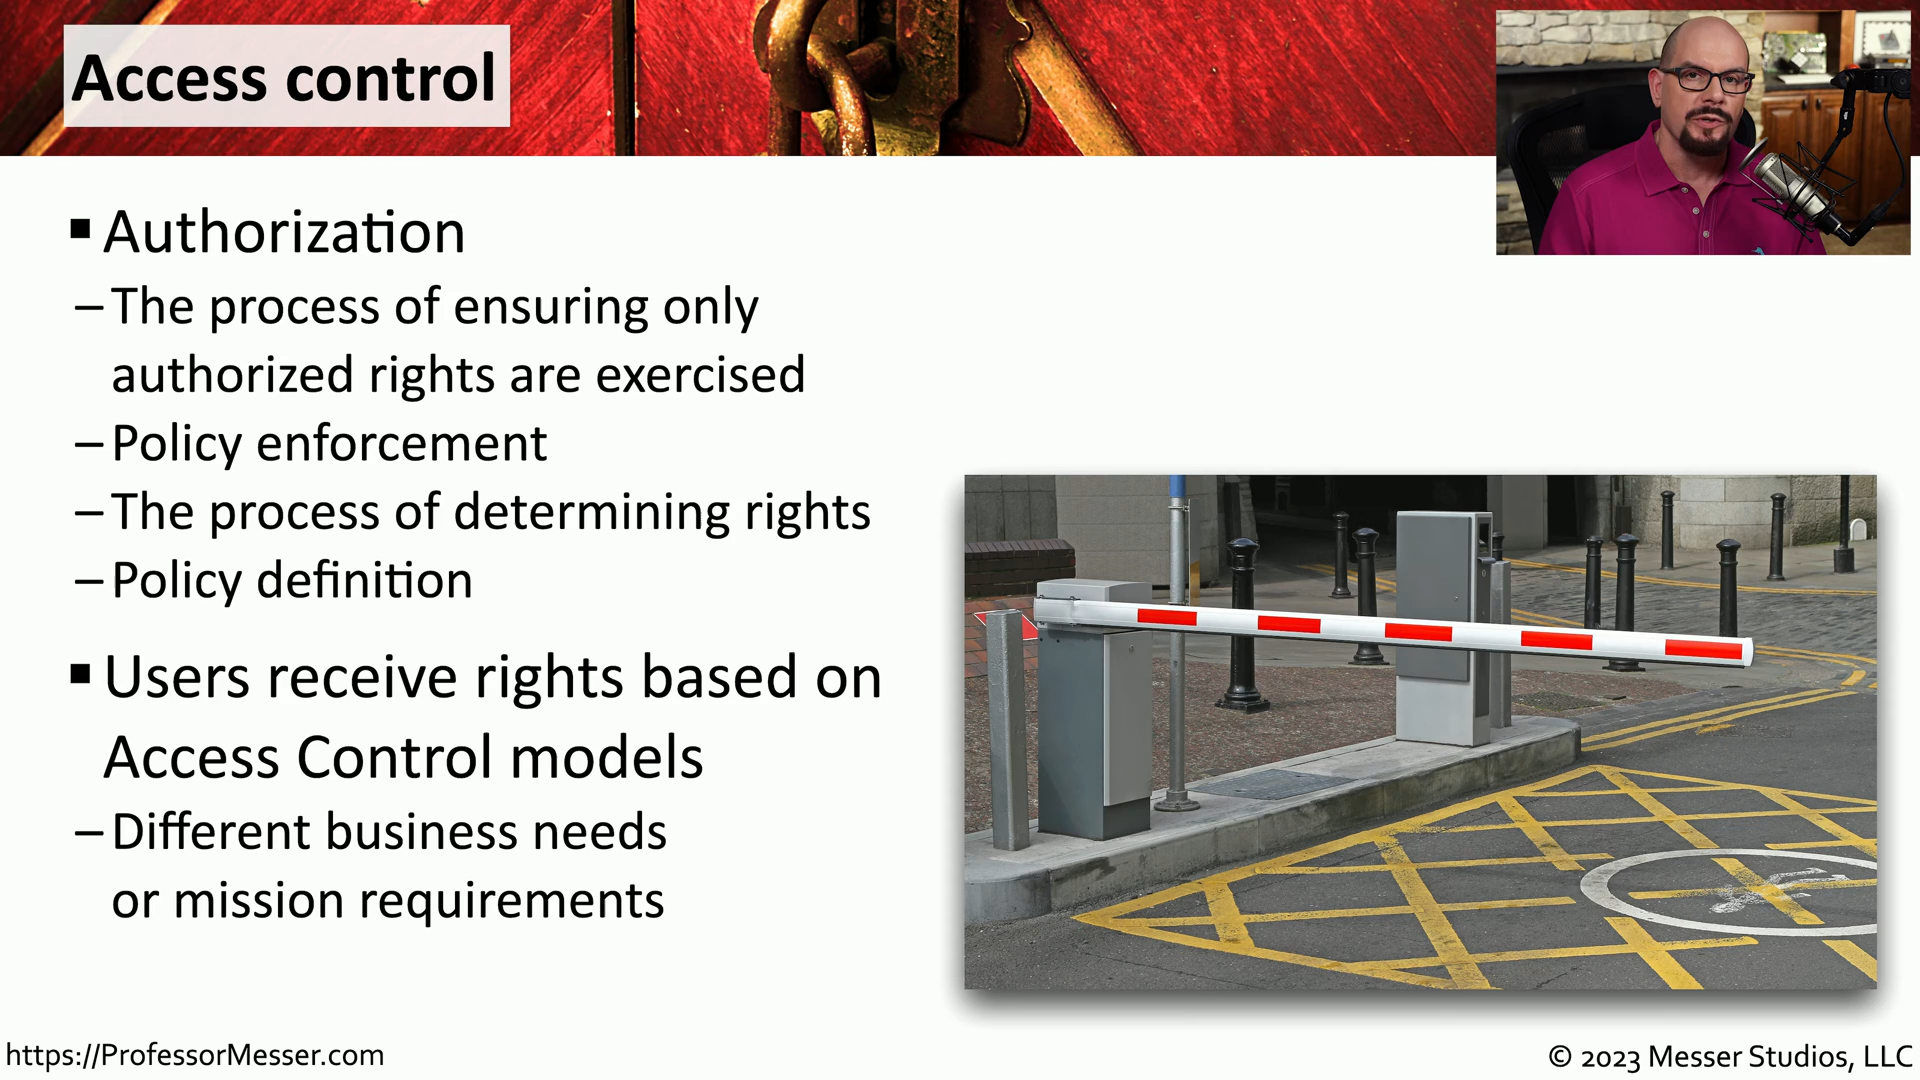 Access control
▪ Authorization
– The process of ensuring only
authorized rights are exercised
– Policy enforcement
– The process of determining rights
– Policy definition
▪ Users receive rights based on
Access Control models
– Different business needs
or mission requirements
https://ProfessorMesser.com
© 2023 Messer Studios, LLC